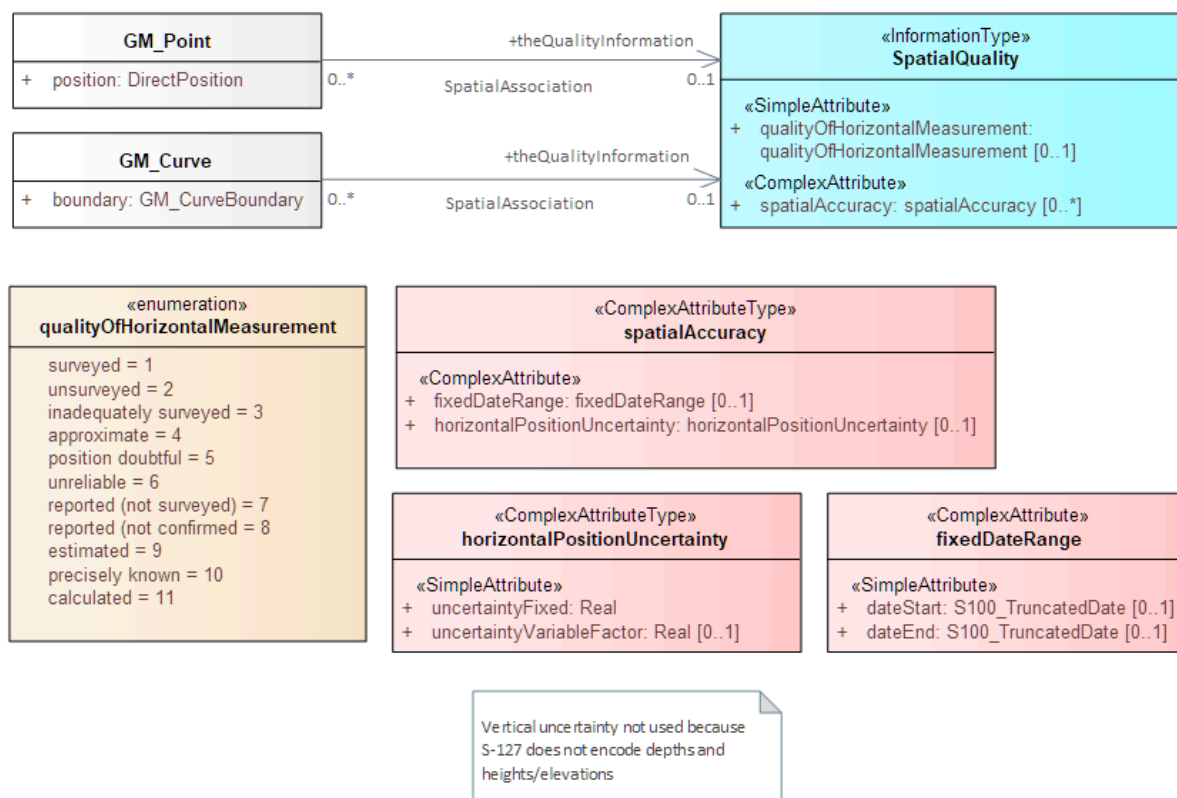 GM_Point
+ position: DirectPosition
+theQualityInformation
0..*
SpatialAssociation
0..1
GM_Curve
+ boundary: GM_CurveBoundary
+theQualityInformation
0..*
SpatialAssociation
0..1
«InformationType»
SpatialQuality
«SimpleAttribute»
+ qualityOfHorizontalMeasurement:
qualityOfHorizontalMeasurement [0..1]
«ComplexAttribute»
+ spatialAccuracy: spatialAccuracy [0..*]
«enumeration»
qualityOfHorizontalMeasurement
surveyed = 1
unsurveyed = 2
inadequately surveyed = 3
approximate = 4
position doubtful = 5
unreliable = 6
reported (not surveyed) = 7
reported (not confirmed = 8
estimated = 9
precisely known = 10
calculated = 11
«ComplexAttributeType»
spatialAccuracy
«ComplexAttribute»
+ fixedDateRange: fixedDateRange [0..1]
+ horizontalPositionUncertainty: horizontalPositionUncertainty [0..1]
«ComplexAttributeType»
horizontalPositionUncertainty
«SimpleAttribute»
+ uncertaintyFixed: Real
+ uncertaintyVariableFactor: Real [0..1]
«ComplexAttribute»
fixedDateRange
«SimpleAttribute»
+ dateStart: S100_TruncatedDate [0..1]
+ dateEnd: S100_TruncatedDate [0..1]
Vertical uncertainty not used because
S-127 does not encode depths and
heights/elevations